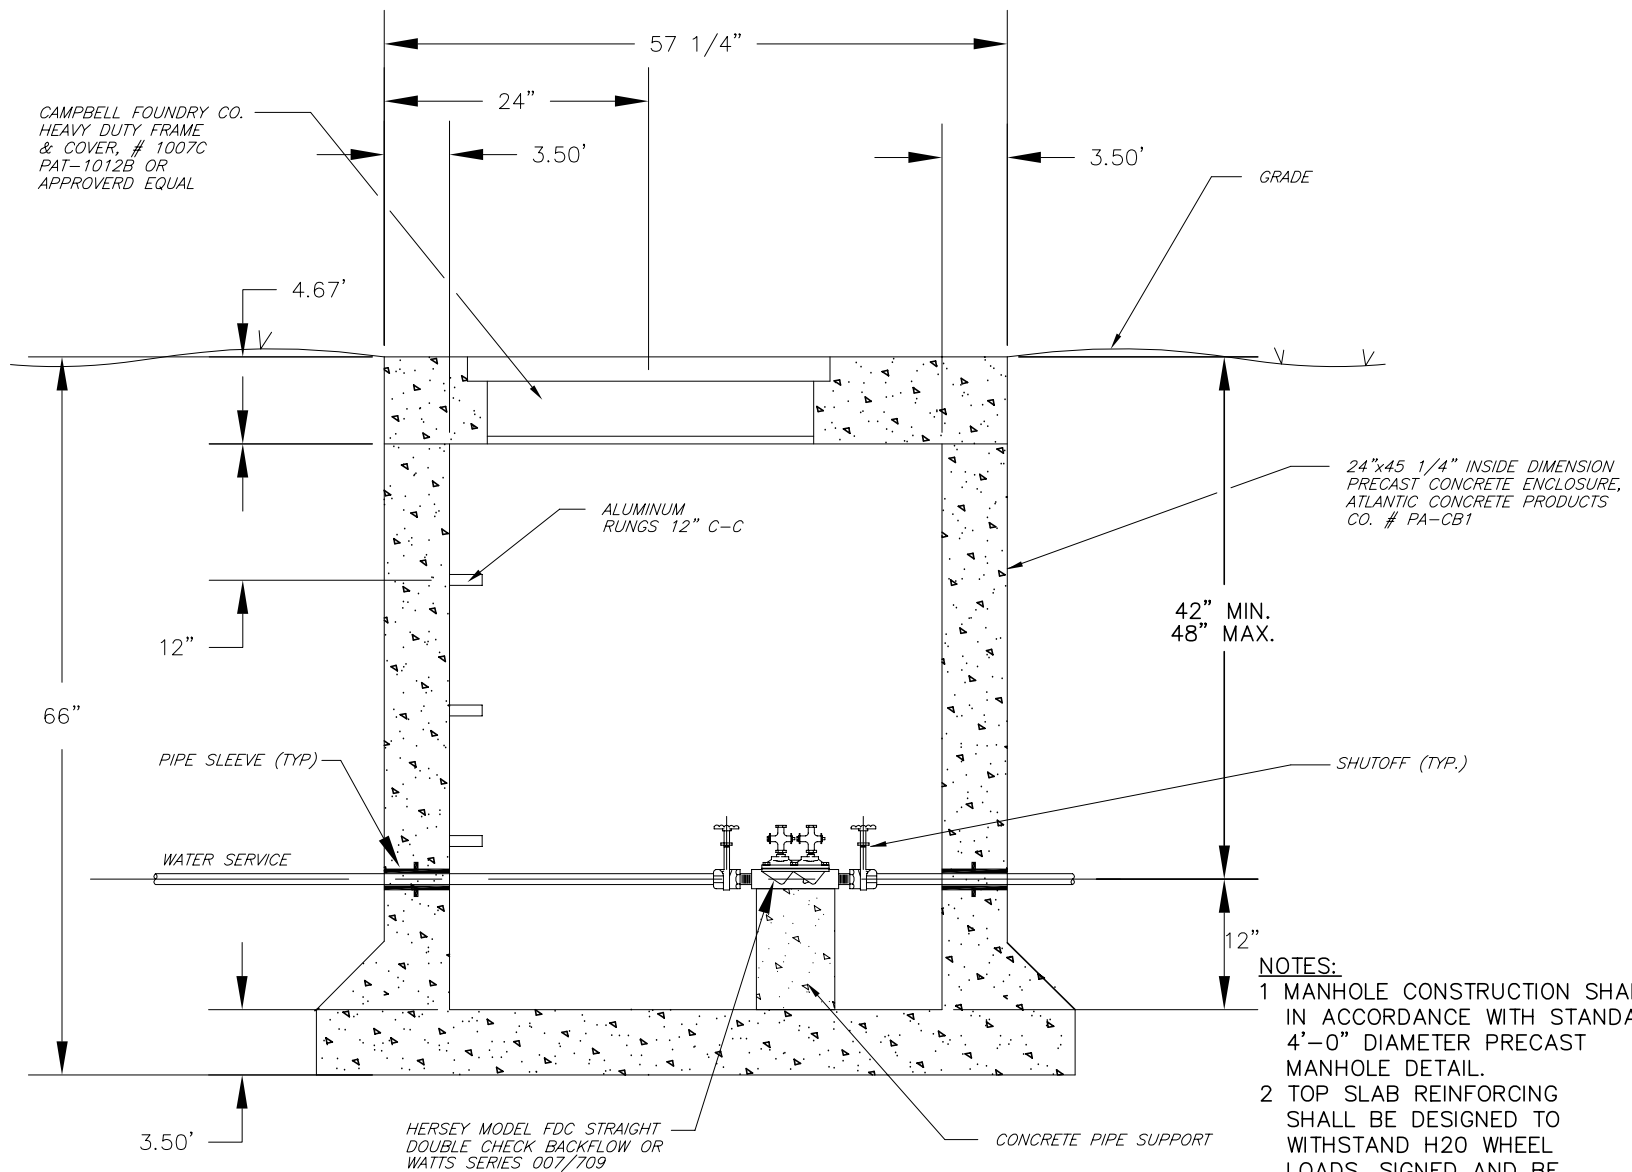 57 1/4"
24"
CAMPBELL FOUNDRY CO.
HEAVY DUTY FRAME
& COVER, # 1007C
PAT-1012B OR
APPROVERD EQUAL
3.50'
3.50'
GRADE
4.67'
24"x45 1/4" INSIDE DIMENSION
PRECAST CONCRETE ENCLOSURE,
ATLANTIC CONCRETE PRODUCTS
CO. # PA-CB1
ALUMINUM
RUNGS 12" C-C
42" MIN.
48" MAX.
12"
66"
PIPE SLEEVE (TYP)
SHUTOFF (TYP.)
WATER SERVICE
12"
NOTES:
1 MANHOLE CONSTRUCTION
IN ACCORDANCE WITH
4'-0" DIAMETER PRECAST
MANHOLE DETAIL.
2 TOP SLAB REINFORCING
SHALL BE DESIGNED TO
WITHSTAND H20 WHEEL
LOADS, SIGNED AND BE
3.50'
HERSEY MODEL FDC STRAIGHT
DOUBLE CHECK BACKFLOW OR
WATTS SERIES 007/709
CONCRETE PIPE SUPPORT